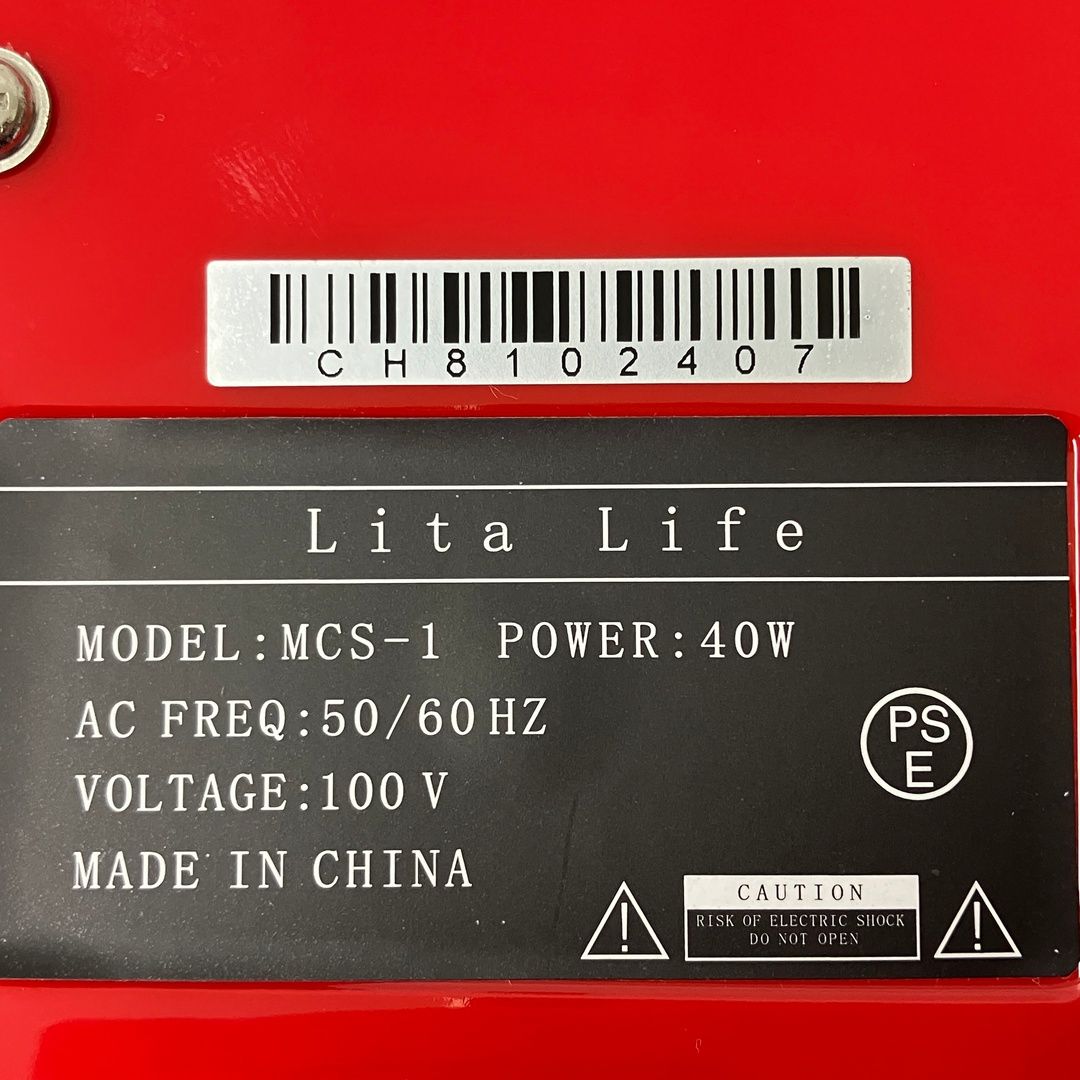 CH8102407
Lita Life
MODEL:MCS-1 POWER:40W
AC FREQ:50/60HZ
VOLTAGE:100V
MADE IN CHINA
PS
E
CAUTION
RISK OF ELECTRIC SHOCK
DO NOT OPEN